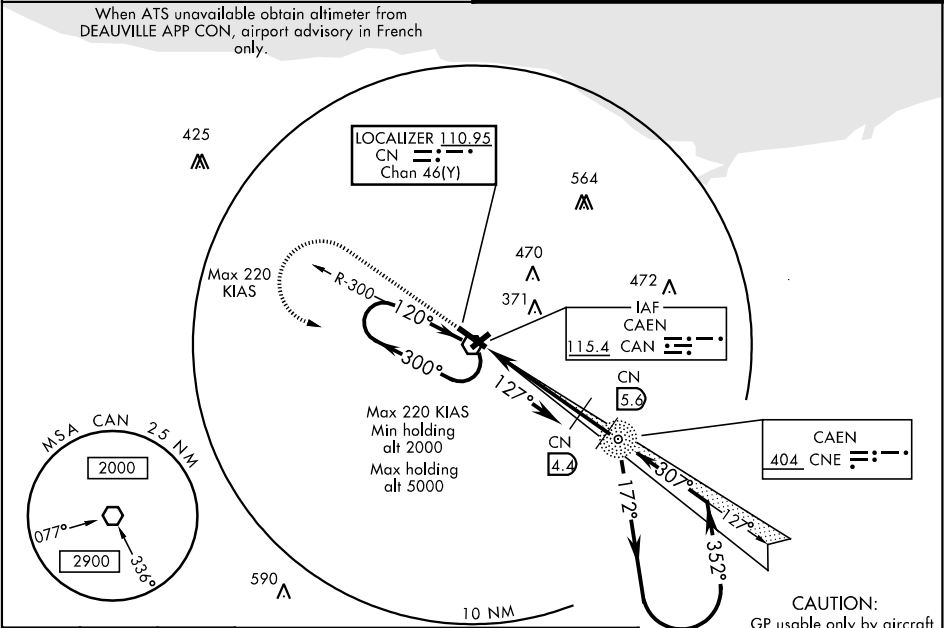 When ATS unavailable obtain altimeter from
DEAUVILLE APP CON, airport advisory in French
only.
425
LOCALIZER 110.95
CN
Chan 46(Y)
564
470
371
472
Max 220
KIAS
R-300
120°
300°
IAF
CAEN
115.4 CAN
127°
CN
5.6
CN
4.4
Max 220 KIAS
Min holding
alt 2000
Max holding
alt 5000
CAEN
404 CNE
307°
127°
172°
352°
MSA CAN 25 NM
2000
077°
2900
336°
590
10 NM
CAUTION:
GP usable only by aircraft